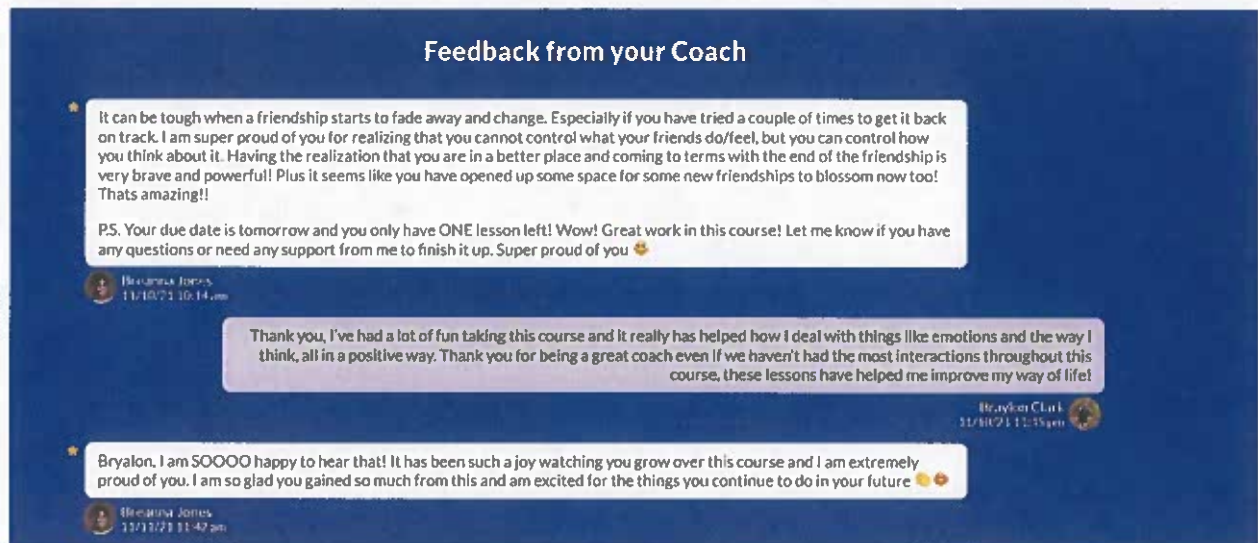 Feedback from your Coach
It can be tough when a friendship starts to fade away and change. Especially if you have tried a couple of times to get it back
on track. I am super proud of you for realizing that you cannot control what your friends do/feel, but you can control how
you think about it. Having the realization that you are in a better place and coming to terms with the end of the friendship is
very brave and powerful! Plus it seems like you have opened up some space for some new friendships to blossom now too!
Thats amazing!!
P.S. Your due date is tomorrow and you only have ONE lesson left! Wow! Great work in this course! Let me know if you have
any questions or need any support from me to finish it up. Super proud of you
Breanna Jones
11/10/21 10:14 am
Thank you, I've had a lot of fun taking this course and it really has helped how I deal with things like emotions and the way I
think, all in a positive way. Thank you for being a great coach even if we haven't had the most interactions throughout this
course, these lessons have helped me improve my way of life!
Clark
Bryalon, I am SOOOO happy to hear that! It has been such a joy watching you grow over this course and I am extremely
proud of you. I am so glad you gained so much from this and am excited for the things you continue to do in your future
Breanna Jones
11/11/21 11:42 am